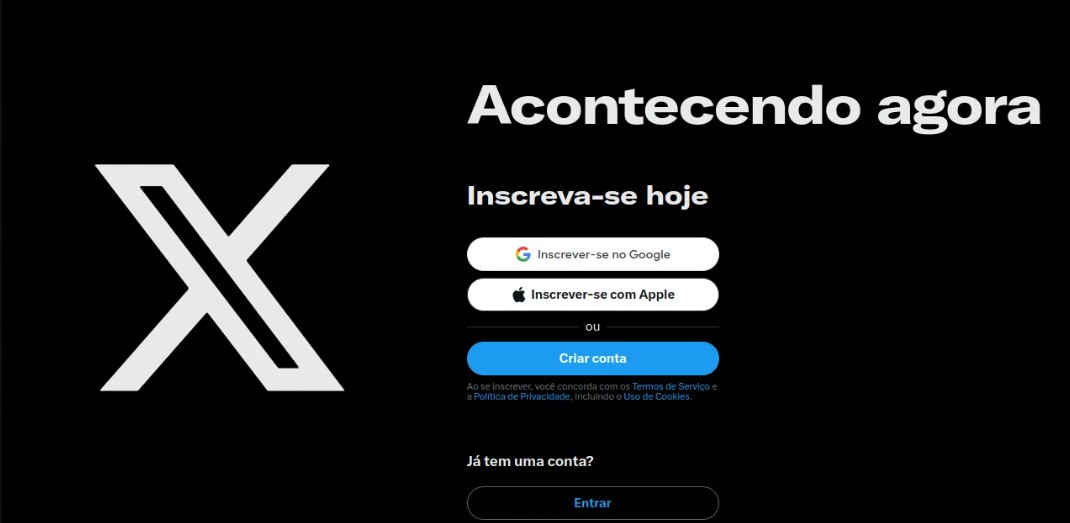 Acontecendo agora
Inscreva-se hoje
Inscrever-se no Google
Inscrever-se com Apple
ou
Criar conta
Ao se inscrever, você concorda com os Termos de Serviço e
a Política de Privacidade, incluindo o Uso de Cookies.
Já tem uma conta?
Entrar